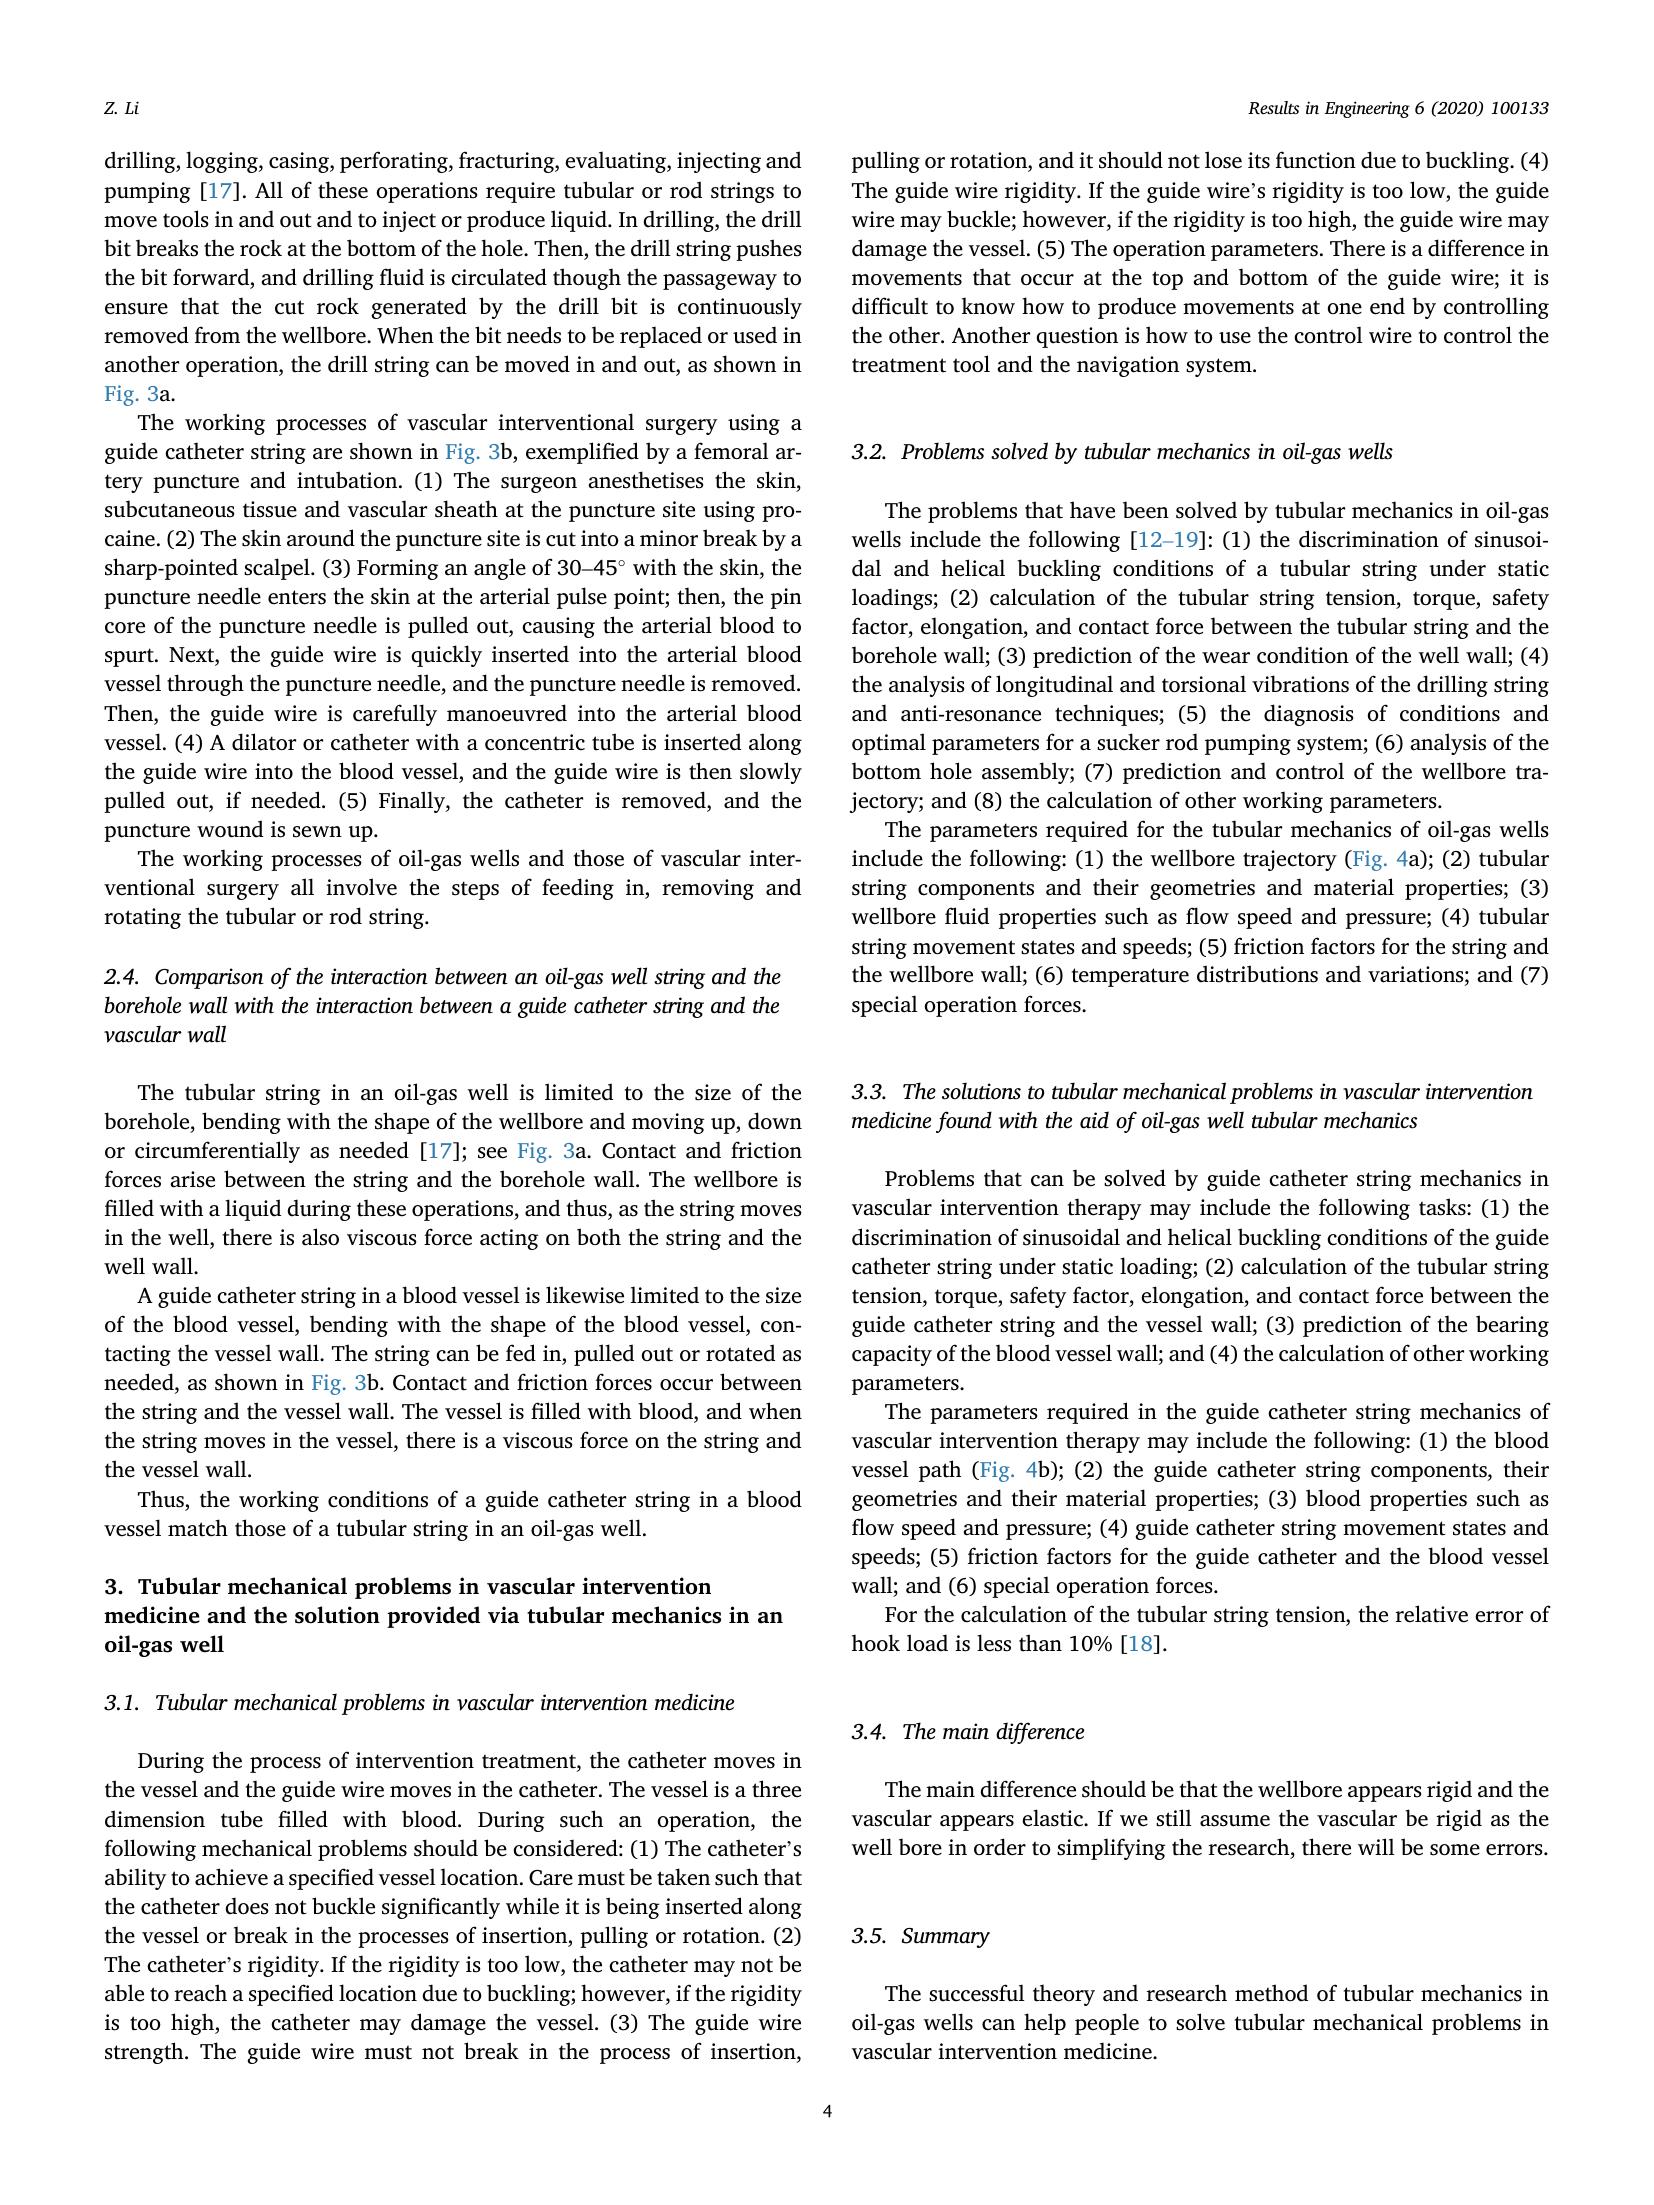 Z. Li
Results in Engineering 6 (2020) 100133
drilling, logging, casing, perforating, fracturing, evaluating, injecting and
pumping [17]. All of these operations require tubular or rod strings to
move tools in and out and to inject or produce liquid. In drilling, the drill
bit breaks the rock at the bottom of the hole. Then, the drill string pushes
the bit forward, and drilling fluid is circulated though the passageway to
ensure that the cut rock generated by the drill bit is continuously
removed from the wellbore. When the bit needs to be replaced or used in
another operation, the drill string can be moved in and out, as shown in
Fig. 3a.
The working processes of vascular interventional surgery using a
guide catheter string are shown in Fig. 3b, exemplified by a femoral ar-
tery puncture and intubation. (1) The surgeon anesthetises the skin,
subcutaneous tissue and vascular sheath at the puncture site using pro-
caine. (2) The skin around the puncture site is cut into a minor break by a
sharp-pointed scalpel. (3) Forming an angle of 30–45° with the skin, the
puncture needle enters the skin at the arterial pulse point; then, the pin
core of the puncture needle is pulled out, causing the arterial blood to
spurt. Next, the guide wire is quickly inserted into the arterial blood
vessel through the puncture needle, and the puncture needle is removed.
Then, the guide wire is carefully manoeuvred into the arterial blood
vessel. (4) A dilator or catheter with a concentric tube is inserted along
the guide wire into the blood vessel, and the guide wire is then slowly
pulled out, if needed. (5) Finally, the catheter is removed, and the
puncture wound is sewn up.
The working processes of oil-gas wells and those of vascular inter-
ventional surgery all involve the steps of feeding in, removing and
rotating the tubular or rod string.
2.4. Comparison of the interaction between an oil-gas well string and the
borehole wall with the interaction between a guide catheter string and the
vascular wall
The tubular string in an oil-gas well is limited to the size of the
borehole, bending with the shape of the wellbore and moving up, down
or circumferentially as needed [17]; see Fig. 3a. Contact and friction
forces arise between the string and the borehole wall. The wellbore is
filled with a liquid during these operations, and thus, as the string moves
in the well, there is also viscous force acting on both the string and the
well wall.
A guide catheter string in a blood vessel is likewise limited to the size
of the blood vessel, bending with the shape of the blood vessel, con-
tacting the vessel wall. The string can be fed in, pulled out or rotated as
needed, as shown in Fig. 3b. Contact and friction forces occur between
the string and the vessel wall. The vessel is filled with blood, and when
the string moves in the vessel, there is a viscous force on the string and
the vessel wall.
Thus, the working conditions of a guide catheter string in a blood
vessel match those of a tubular string in an oil-gas well.
3. Tubular mechanical problems in vascular intervention
medicine and the solution provided via tubular mechanics in an
oil-gas well
3.1. Tubular mechanical problems in vascular intervention medicine
During the process of intervention treatment, the catheter moves in
the vessel and the guide wire moves in the catheter. The vessel is a three
dimension tube filled with blood. During such an operation, the
following mechanical problems should be considered: (1) The catheter's
ability to achieve a specified vessel location. Care must be taken such that
the catheter does not buckle significantly while it is being inserted along
the vessel or break in the processes of insertion, pulling or rotation. (2)
The catheter's rigidity. If the rigidity is too low, the catheter may not be
able to reach a specified location due to buckling; however, if the rigidity
is too high, the catheter may damage the vessel. (3) The guide wire
strength. The guide wire must not break in the process of insertion,
pulling or rotation, and it should not lose its function due to buckling. (4)
The guide wire rigidity. If the guide wire's rigidity is too low, the guide
wire may buckle; however, if the rigidity is too high, the guide wire may
damage the vessel. (5) The operation parameters. There is a difference in
movements that occur at the top and bottom of the guide wire; it is
difficult to know how to produce movements at one end by controlling
the other. Another question is how to use the control wire to control the
treatment tool and the navigation system.
3.2. Problems solved by tubular mechanics in oil-gas wells
The problems that have been solved by tubular mechanics in oil-gas
wells include the following [12–19]: (1) the discrimination of sinusoi-
dal and helical buckling conditions of a tubular string under static
loadings; (2) calculation of the tubular string tension, torque, safety
factor, elongation, and contact force between the tubular string and the
borehole wall; (3) prediction of the wear condition of the well wall; (4)
the analysis of longitudinal and torsional vibrations of the drilling string
and anti-resonance techniques; (5) the diagnosis of conditions and
optimal parameters for a sucker rod pumping system; (6) analysis of the
bottom hole assembly; (7) prediction and control of the wellbore tra-
jectory; and (8) the calculation of other working parameters.
The parameters required for the tubular mechanics of oil-gas wells
include the following: (1) the wellbore trajectory (Fig. 4a); (2) tubular
string components and their geometries and material properties; (3)
wellbore fluid properties such as flow speed and pressure; (4) tubular
string movement states and speeds; (5) friction factors for the string and
the wellbore wall; (6) temperature distributions and variations; and (7)
special operation forces.
3.3. The solutions to tubular mechanical problems in vascular intervention
medicine found with the aid of oil-gas well tubular mechanics
Problems that can be solved by guide catheter string mechanics in
vascular intervention therapy may include the following tasks: (1) the
discrimination of sinusoidal and helical buckling conditions of the guide
catheter string under static loading; (2) calculation of the tubular string
tension, torque, safety factor, elongation, and contact force between the
guide catheter string and the vessel wall; (3) prediction of the bearing
capacity of the blood vessel wall; and (4) the calculation of other working
parameters.
The parameters required in the guide catheter string mechanics of
vascular intervention therapy may include the following: (1) the blood
vessel path (Fig. 4b); (2) the guide catheter string components, their
geometries and their material properties; (3) blood properties such as
flow speed and pressure; (4) guide catheter string movement states and
speeds; (5) friction factors for the guide catheter and the blood vessel
wall; and (6) special operation forces.
For the calculation of the tubular string tension, the relative error of
hook load is less than 10% [18].
3.4. The main difference
The main difference should be that the wellbore appears rigid and the
vascular appears elastic. If we still assume the vascular be rigid as the
well bore in order to simplifying the research, there will be some errors.
3.5. Summary
The successful theory and research method of tubular mechanics in
oil-gas wells can help people to solve tubular mechanical problems in
vascular intervention medicine.
4